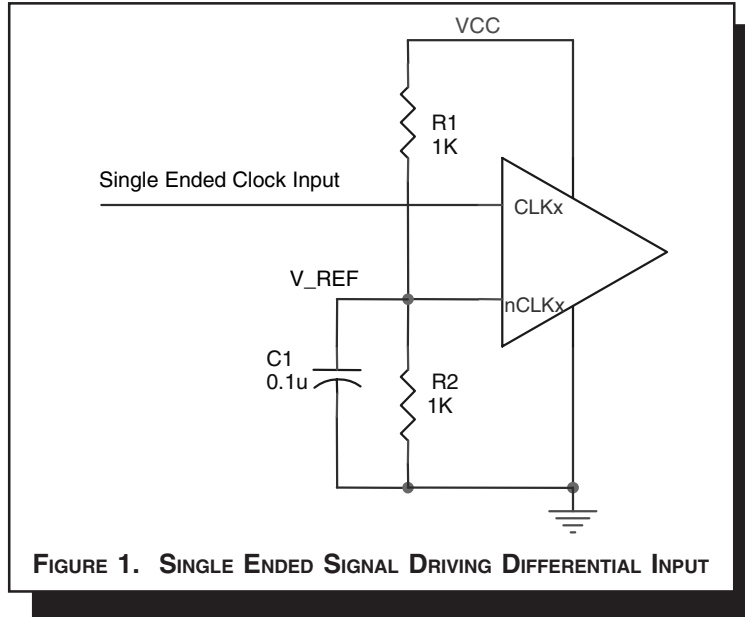 VCC
R1
1K
Single Ended Clock Input
CLKx
V_REF
nCLKx
C1
0.1u
R2
1K
FIGURE 1. SINGLE ENDED SIGNAL DRIVING DIFFERENTIAL INPUT